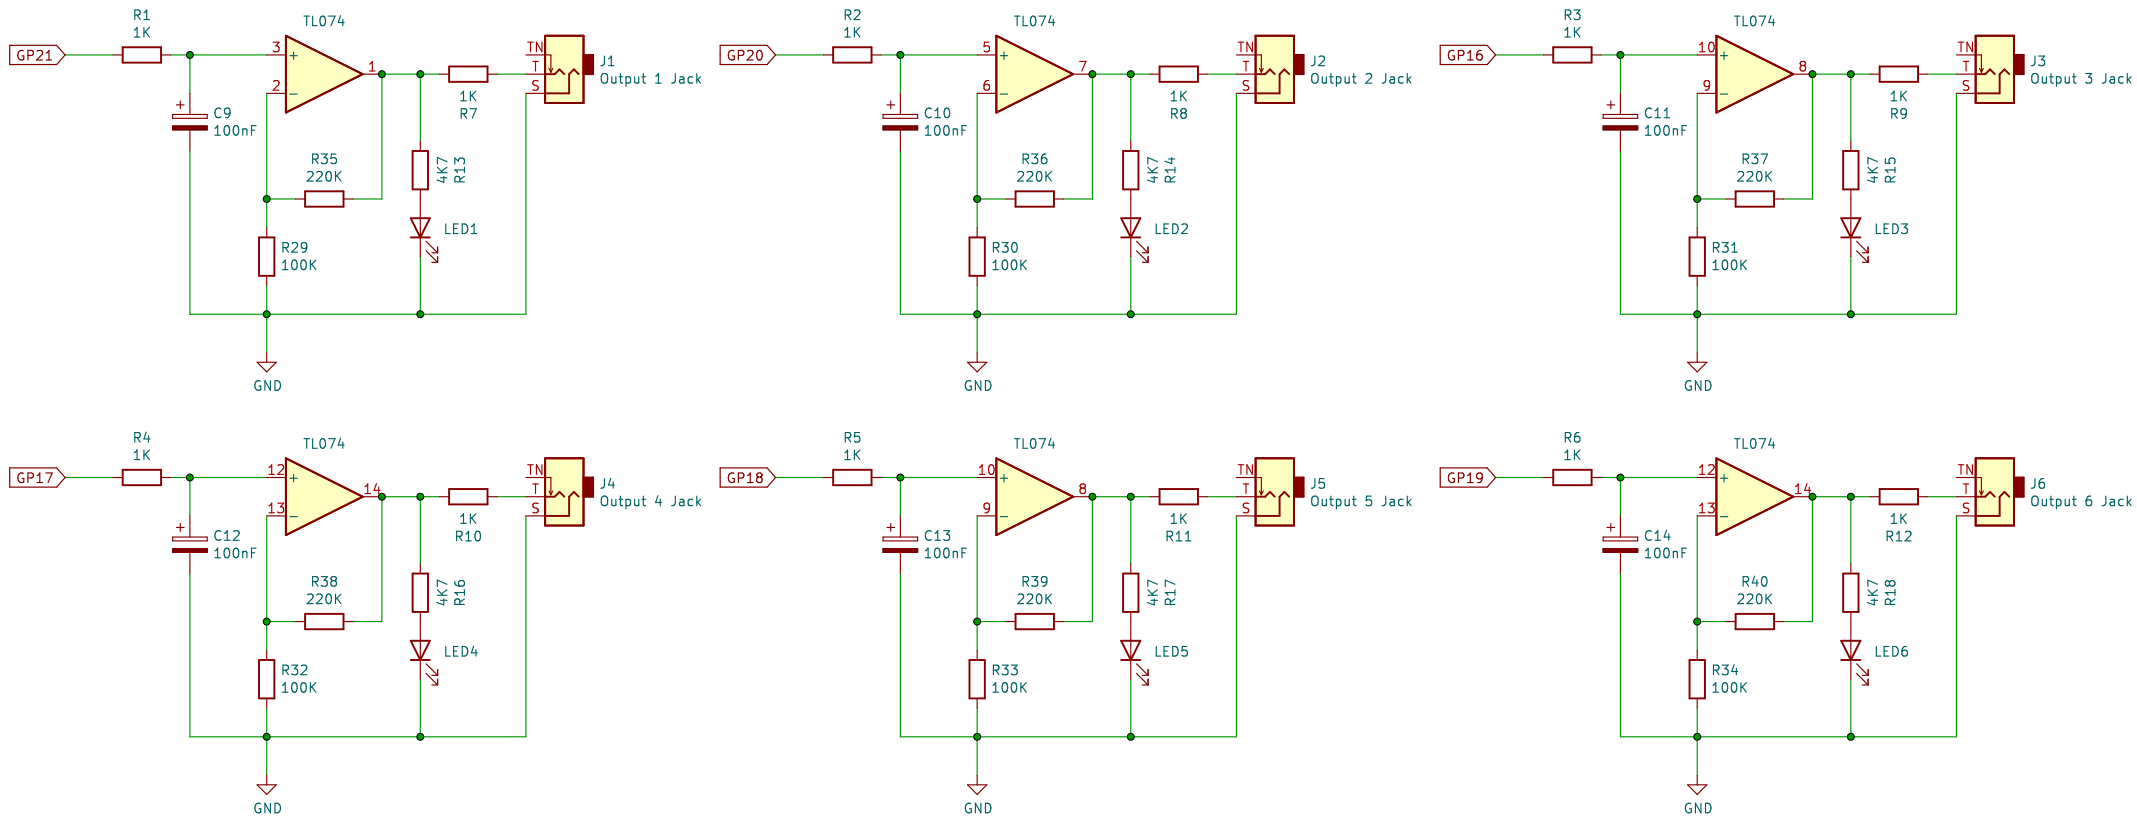 R1
1K
TL074
GP21
3
+
2
−
1
TN
T
S
J1
Output 1 Jack
1K
R7
+
C9
100nF
R35
220K
4K7
R13
LED1
R29
100K
GND
R2
1K
TL074
GP20
5
+
6
−
7
TN
T
S
J2
Output 2 Jack
1K
R8
+
C10
100nF
R36
220K
4K7
R14
LED2
R30
100K
GND
R3
1K
TL074
GP16
10
+
9
−
8
TN
T
S
J3
Output 3 Jack
1K
R9
+
C11
100nF
R37
220K
4K7
R15
LED3
R31
100K
GND
R4
1K
TL074
GP17
12
+
13
−
14
TN
T
S
J4
Output 4 Jack
1K
R10
+
C12
100nF
R38
220K
4K7
R16
LED4
R32
100K
GND
R5
1K
TL074
GP18
10
+
9
−
8
TN
T
S
J5
Output 5 Jack
1K
R11
+
C13
100nF
R39
220K
4K7
R17
LED5
R33
100K
GND
R6
1K
TL074
GP19
12
+
13
−
14
TN
T
S
J6
Output 6 Jack
1K
R12
+
C14
100nF
R40
220K
4K7
R18
LED6
R34
100K
GND